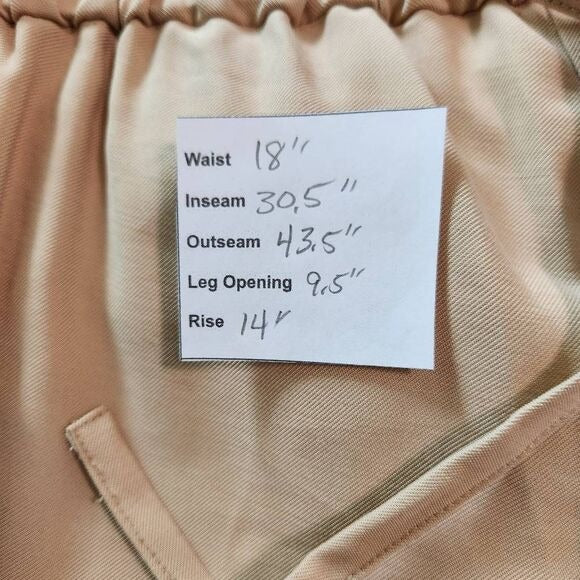 Waist 18"
Inseam 30.5"
Outseam 43.5"
Leg Opening 9.5"
Rise 14"